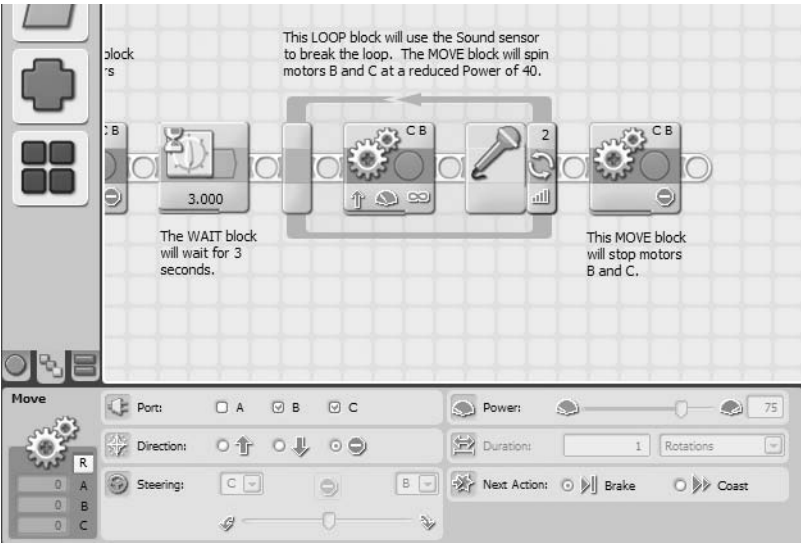 This LOOP block will use the Sound sensor
to break the loop. The MOVE block will spin
motors B and C at a reduced Power of 40.
block
rs
C B
C B
2
C B
3.000
The WAIT block
will wait for 3
seconds.
This MOVE block
will stop motors
B and C.
Move
Port: A B C
Power: 75
Direction:
Duration: 1 Rotations
R
Steering: C B
Next Action: Brake Coast
0 A
0 B
0 C